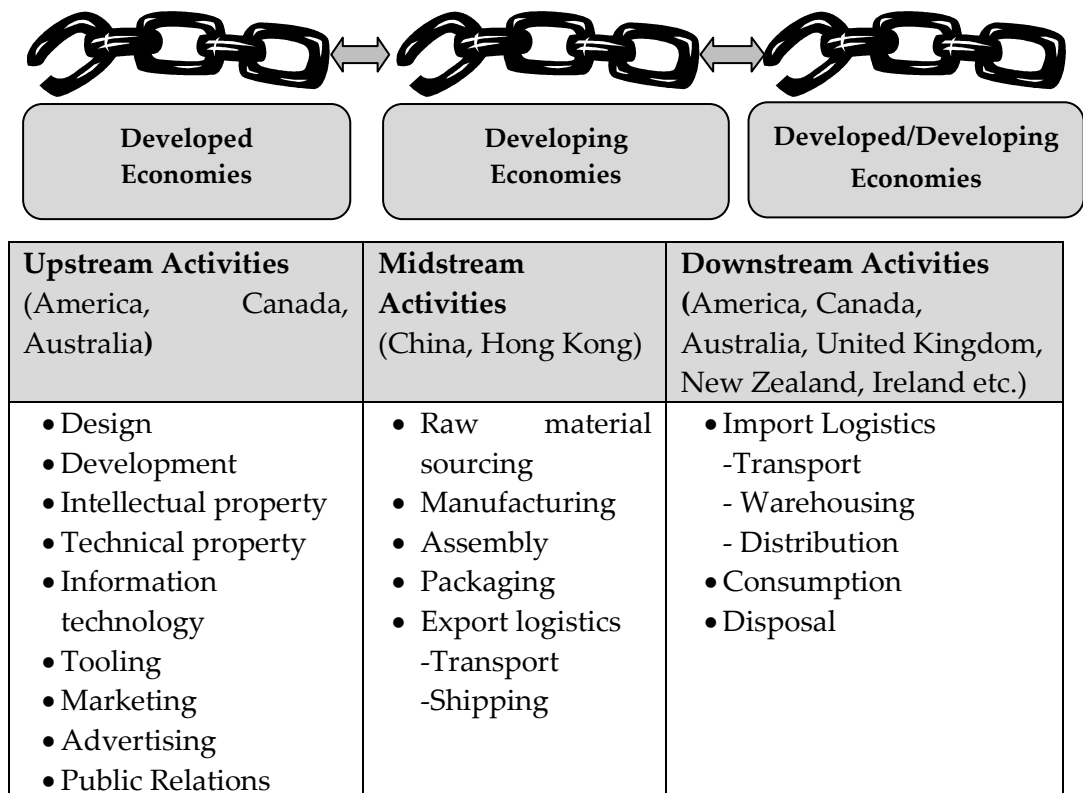 Developed
Economies
Developing
Economies
Developed/Developing
Economies
Upstream Activities
(America, Canada,
Australia)
Midstream
Activities
(China, Hong Kong)
Downstream Activities
(America, Canada,
Australia, United Kingdom,
New Zealand, Ireland etc.)
• Design
• Development
• Intellectual property
• Technical property
• Information
technology
• Tooling
• Marketing
• Advertising
• Public Relations
• Raw material
sourcing
• Manufacturing
• Assembly
• Packaging
• Export logistics
-Transport
-Shipping
• Import Logistics
-Transport
- Warehousing
- Distribution
• Consumption
• Disposal